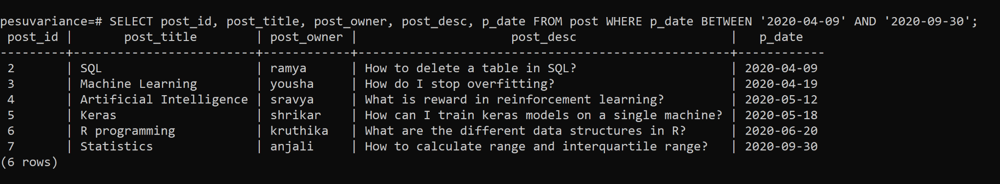 pesuvariance=# SELECT post_id, post_title, post_owner, post_desc, p_date FROM post WHERE p_date BETWEEN '2020-04-09' AND '2020-09-30';
 post_id |       post_title        | post_owner |                     post_desc                     |   p_date
---------+-------------------------+------------+---------------------------------------------------+------------
 2       | SQL                     | ramya      | How to delete a table in SQL?                     | 2020-04-09
 3       | Machine Learning        | yousha     | How do I stop overfitting?                        | 2020-04-19
 4       | Artificial Intelligence | sravya     | What is reward in reinforcement learning?         | 2020-05-12
 5       | Keras                   | shrikar    | How can I train keras models on a single machine? | 2020-05-18
 6       | R programming           | kruthika   | What are the different data structures in R?      | 2020-06-20
 7       | Statistics              | anjali     | How to calculate range and interquartile range?   | 2020-09-30
(6 rows)